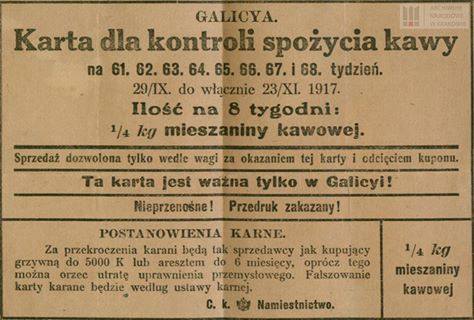 ARCHIWUM
NARODOWE
W KRAKOWIE
GALICYA.
Karta dla kontroli spożycia kawy
na 61. 62. 63. 64. 65. 66. 67. i 68. tydzień.
29/IX. do włącznie 23/XI. 1917.
Ilość na 8 tygodni:
1/4 kg mieszaniny kawowej.
Sprzedaż dozwolona tylko wedle wagi za okazaniem tej karty i odcięciem kuponu.
Ta karta jest ważna tylko w Galicyi!
Nieprzenośne! Przedruk zakazany!
POSTANOWIENIA KARNE.
Za przekroczenia karani będą tak sprzedawcy jak kupujący
grzywną do 5000 K lub aresztem do 6 miesięcy, oprócz tego
można orzec utratę uprawnienia przemysłowego. Fałszowanie
karty karane będzie według ustawy karnej.
C. k. Namiestnictwo.
1/4 kg
mieszaniny
kawowej